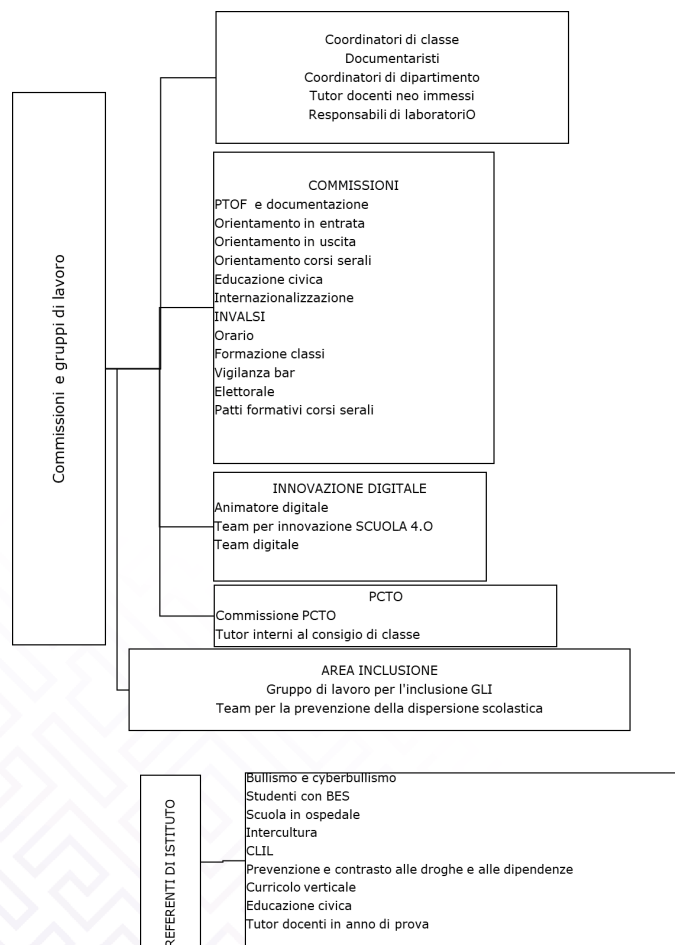 Coordinatori di classe
Documentaristi
Coordinatori di dipartimento
Tutor docenti neo immessi
Responsabili di laboratoriO
Commissioni e gruppi di lavoro
COMMISSIONI
PTOF e documentazione
Orientamento in entrata
Orientamento in uscita
Orientamento corsi serali
Educazione civica
Internazionalizzazione
INVALSI
Orario
Formazione classi
Vigilanza bar
Elettorale
Patti formativi corsi serali
INNOVAZIONE DIGITALE
Animatore digitale
Team per innovazione SCUOLA 4.O
Team digitale
PCTO
Commissione PCTO
Tutor interni al consigio di classe
AREA INCLUSIONE
Gruppo di lavoro per l'inclusione GLI
Team per la prevenzione della dispersione scolastica
REFERENTI DI ISTITUTO
Bullismo e cyberbullismo
Studenti con BES
Scuola in ospedale
Intercultura
CLIL
Prevenzione e contrasto alle droghe e alle dipendenze
Curricolo verticale
Educazione civica
Tutor docenti in anno di prova